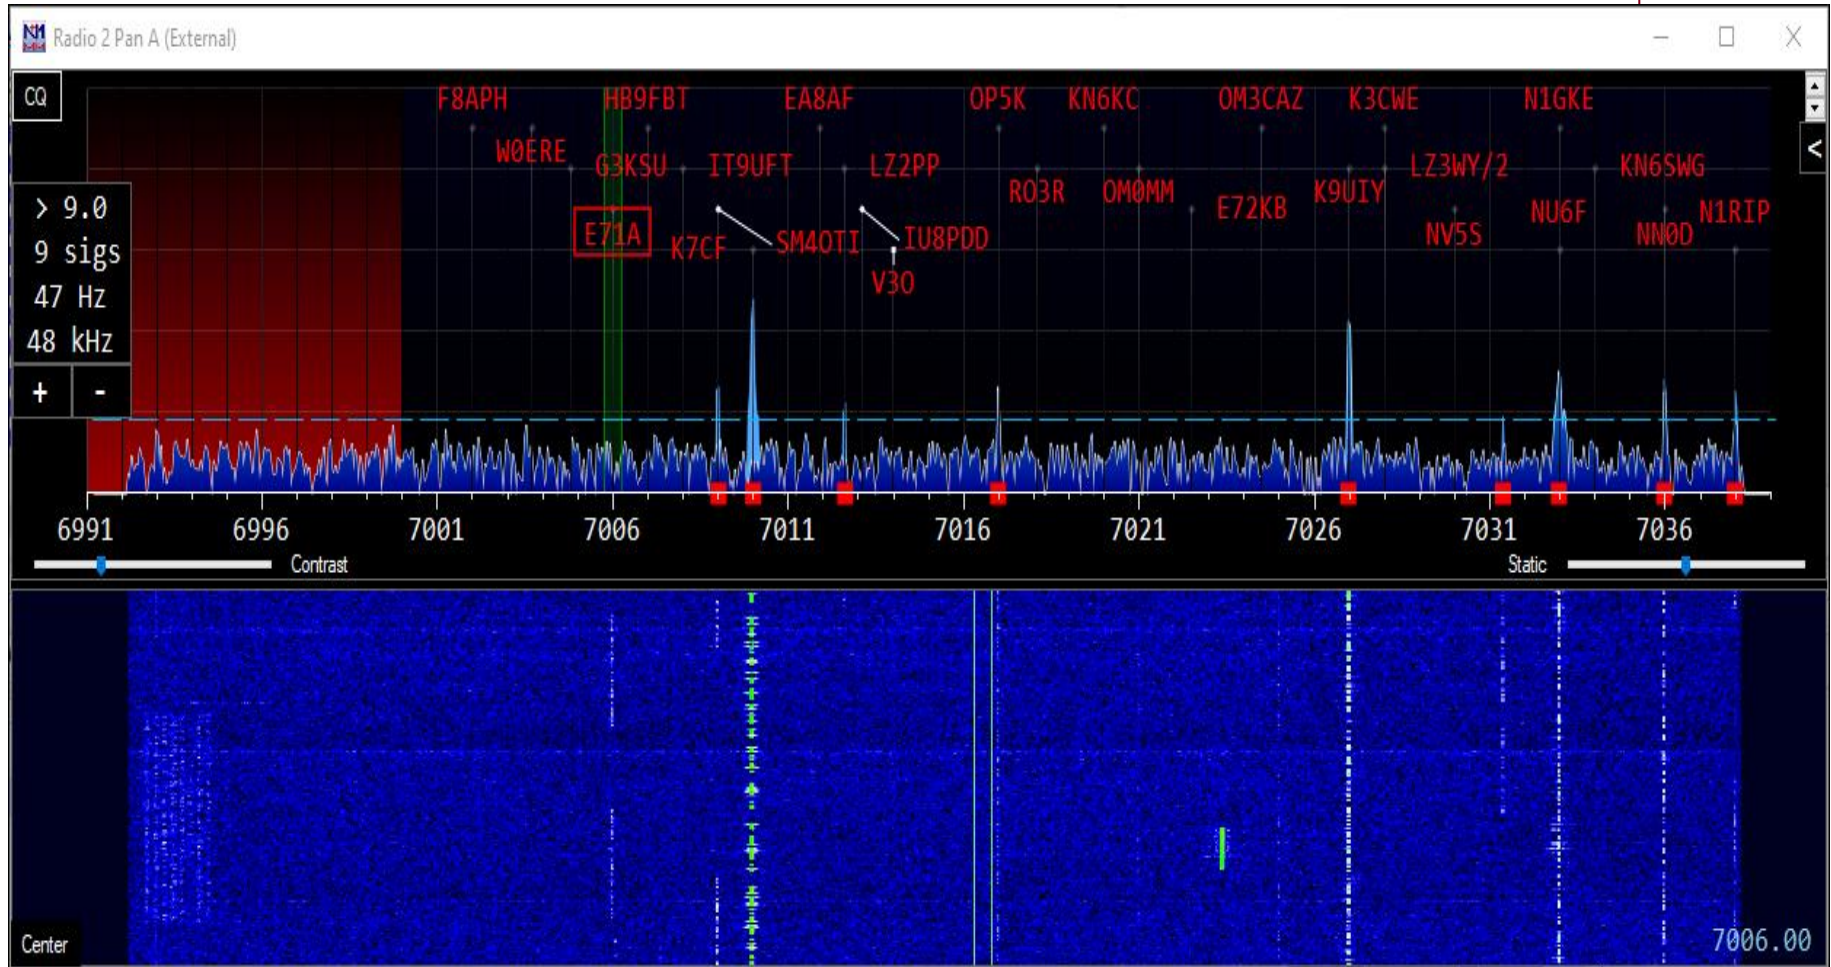 Radio 2 Pan A (External)
CQ
F8APH HB9FBT EA8AF OP5K KN6KC OM3CAZ K3CWE N1GKE
<
W0ERE G3KSU IT9UFT LZ2PP LZ3WY/2 KN6SWG
RO3R OM0MM K9UIY
> 9.0
E72KB NU6F N1RIP
E71A K7CF SM4OTI IU8PDD NV5S NN0D
9 sigs
V3O
47 Hz
48 kHz
+ -
6991 6996 7001 7006 7011 7016 7021 7026 7031 7036
Contrast Static
Center 7006.00